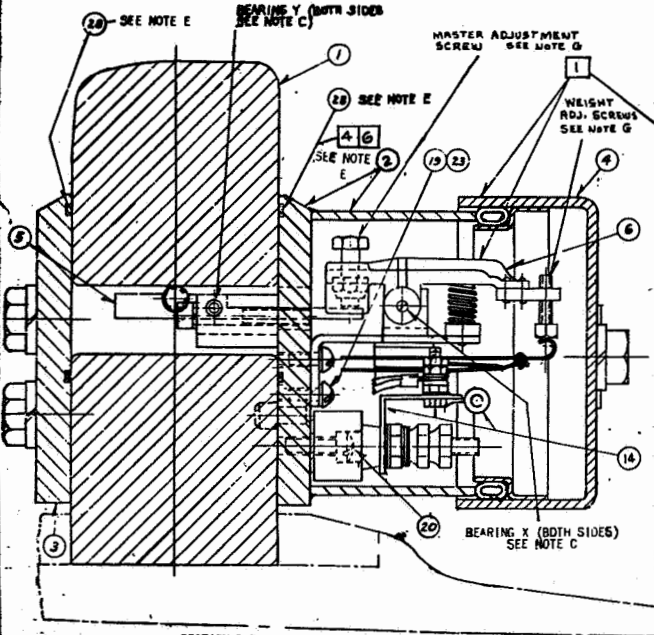 28 SEE NOTE E
BEARING Y (BOTH SIDES
SEE NOTE C)
1
MASTER ADJUSTMENT
SCREW SEE NOTE G
1
28 SEE NOTE E
4 6
SEE NOTE
E
2
19 23
WEIGHT
ADJ. SCREWS
SEE NOTE G
4
5
6
14
20
3
BEARING X (BOTH SIDES)
SEE NOTE C